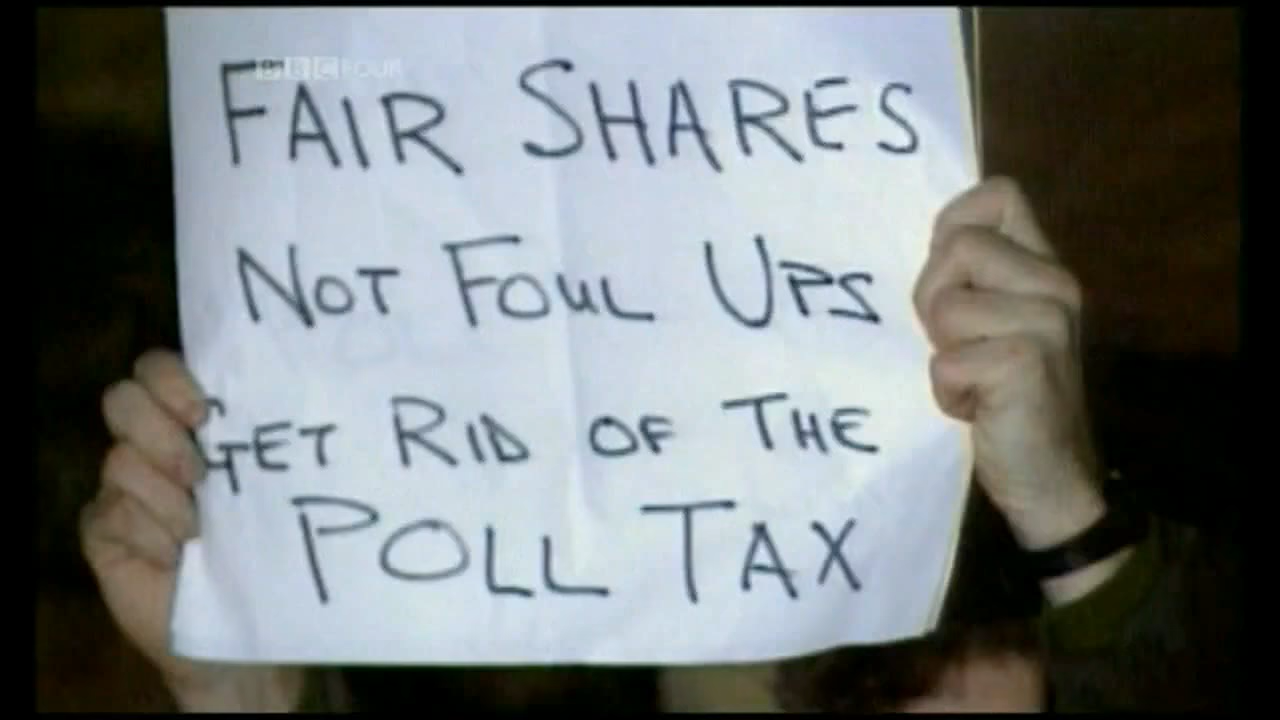 BBC FOUR
FAIR SHARES
NOT FOUL UPS
GET RID OF THE
POLL TAX